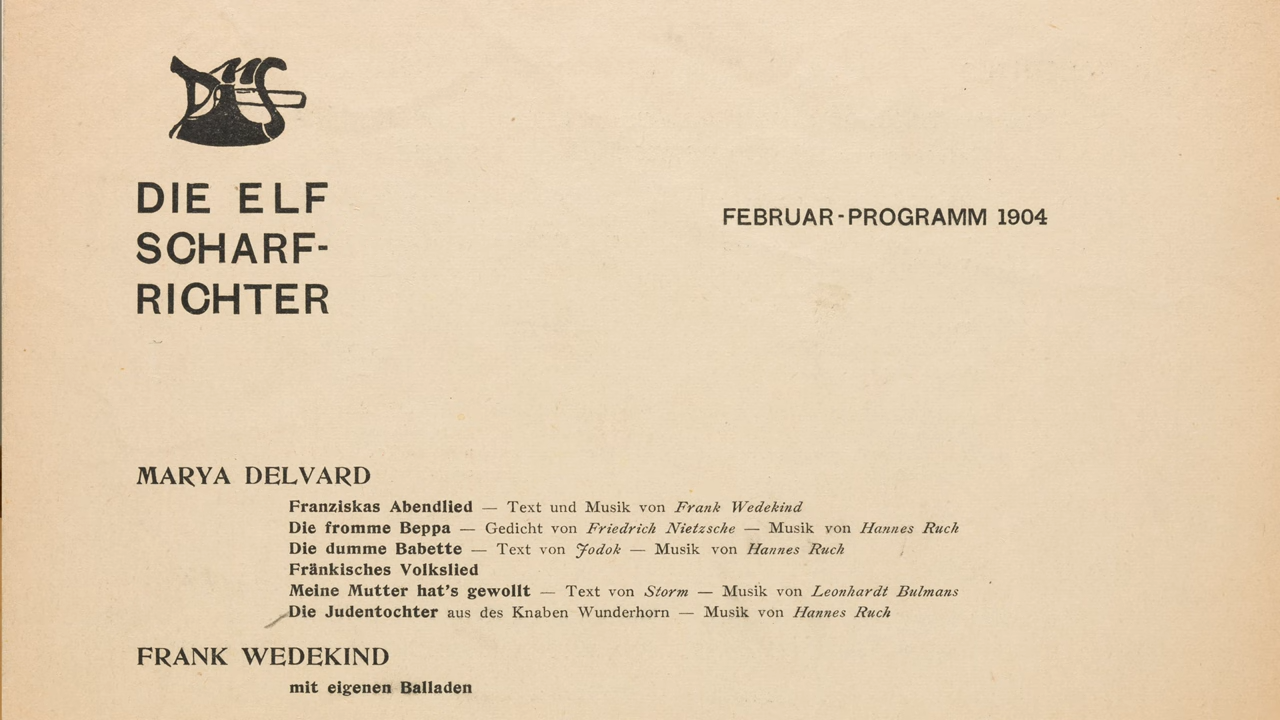 DIE ELF
SCHARF-
RICHTER
FEBRUAR-PROGRAMM 1904
MARYA DELVARD
Franziskas Abendlied — Text und Musik von Frank Wedekind
Die fromme Beppa — Gedicht von Friedrich Nietzsche — Musik von Hannes Ruch
Die dumme Babette — Text von Jodok — Musik von Hannes Ruch
Fränkisches Volkslied
Meine Mutter hat's gewollt — Text von Storm — Musik von Leonhardt Bulmans
Die Judentochter aus des Knaben Wunderhorn — Musik von Hannes Ruch
FRANK WEDEKIND
mit eigenen Balladen